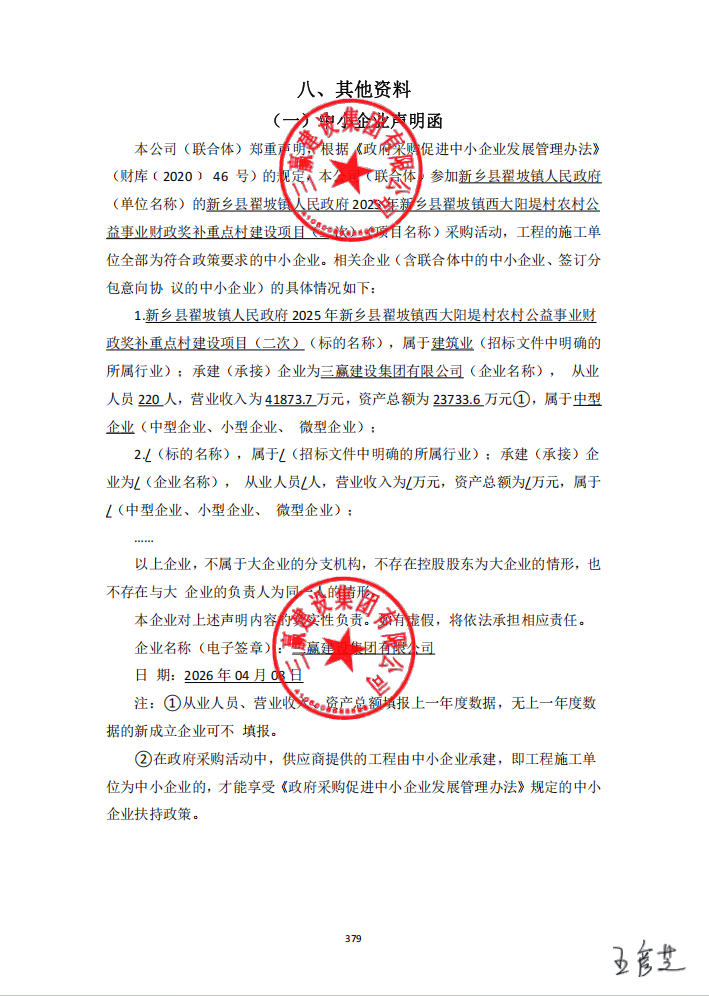 八、其他资料
（一）中小企业声明函
本公司（联合体）郑重声明，根据《政府采购促进中小企业发展管理办法》
（财库﹝2020﹞46 号）的规定，本公司（联合体）参加新乡县翟坡镇人民政府
（单位名称）的新乡县翟坡镇人民政府 2025 年新乡县翟坡镇西大阳堤村农村公
益事业财政奖补重点村建设项目（二次）（项目名称）采购活动，工程的施工单
位全部为符合政策要求的中小企业。相关企业（含联合体中的中小企业、签订分
包意向协 议的中小企业）的具体情况如下：
1.新乡县翟坡镇人民政府 2025 年新乡县翟坡镇西大阳堤村农村公益事业财
政奖补重点村建设项目（二次）（标的名称），属于建筑业（招标文件中明确的
所属行业）；承建（承接）企业为三赢建设集团有限公司（企业名称）， 从业
人员 220 人，营业收入为 41873.7 万元，资产总额为 23733.6 万元①，属于中型
企业（中型企业、小型企业、 微型企业）；
2./（标的名称），属于/（招标文件中明确的所属行业）；承建（承接）企
业为/（企业名称）， 从业人员/人，营业收入为/万元，资产总额为/万元，属于
/（中型企业、小型企业、 微型企业）；
……
以上企业，不属于大企业的分支机构，不存在控股股东为大企业的情形，也
不存在与大 企业的负责人为同一人的情形。
本企业对上述声明内容的真实性负责。如有虚假，将依法承担相应责任。
企业名称（电子签章）：三赢建设集团有限公司
日 期：2026 年 04 月 03 日
注：①从业人员、营业收入、资产总额填报上一年度数据，无上一年度数
据的新成立企业可不 填报。
②在政府采购活动中，供应商提供的工程由中小企业承建，即工程施工单
位为中小企业的，才能享受《政府采购促进中小企业发展管理办法》规定的中小
企业扶持政策。
三赢建设集团有限公司
三赢建设集团有限公司
379
王彦芝